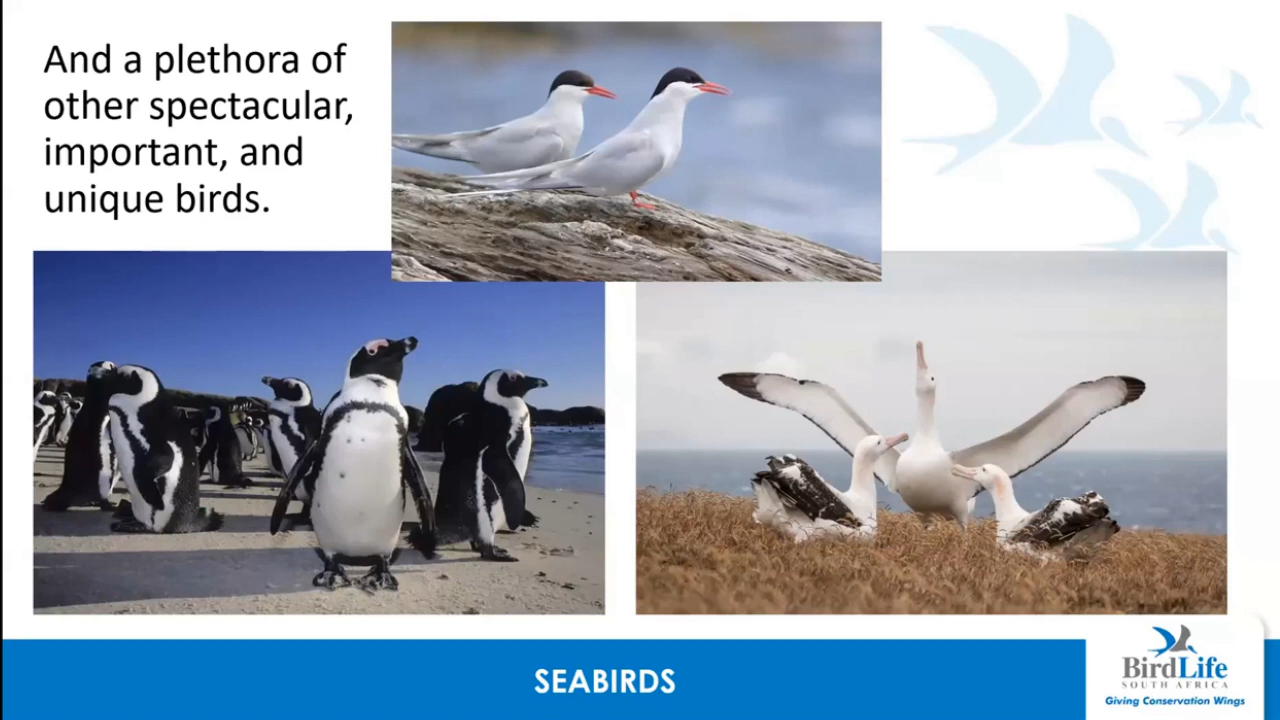 And a plethora of
other spectacular,
important, and
unique birds.
SEABIRDS
BirdLife
SOUTH AFRICA
Giving Conservation Wings